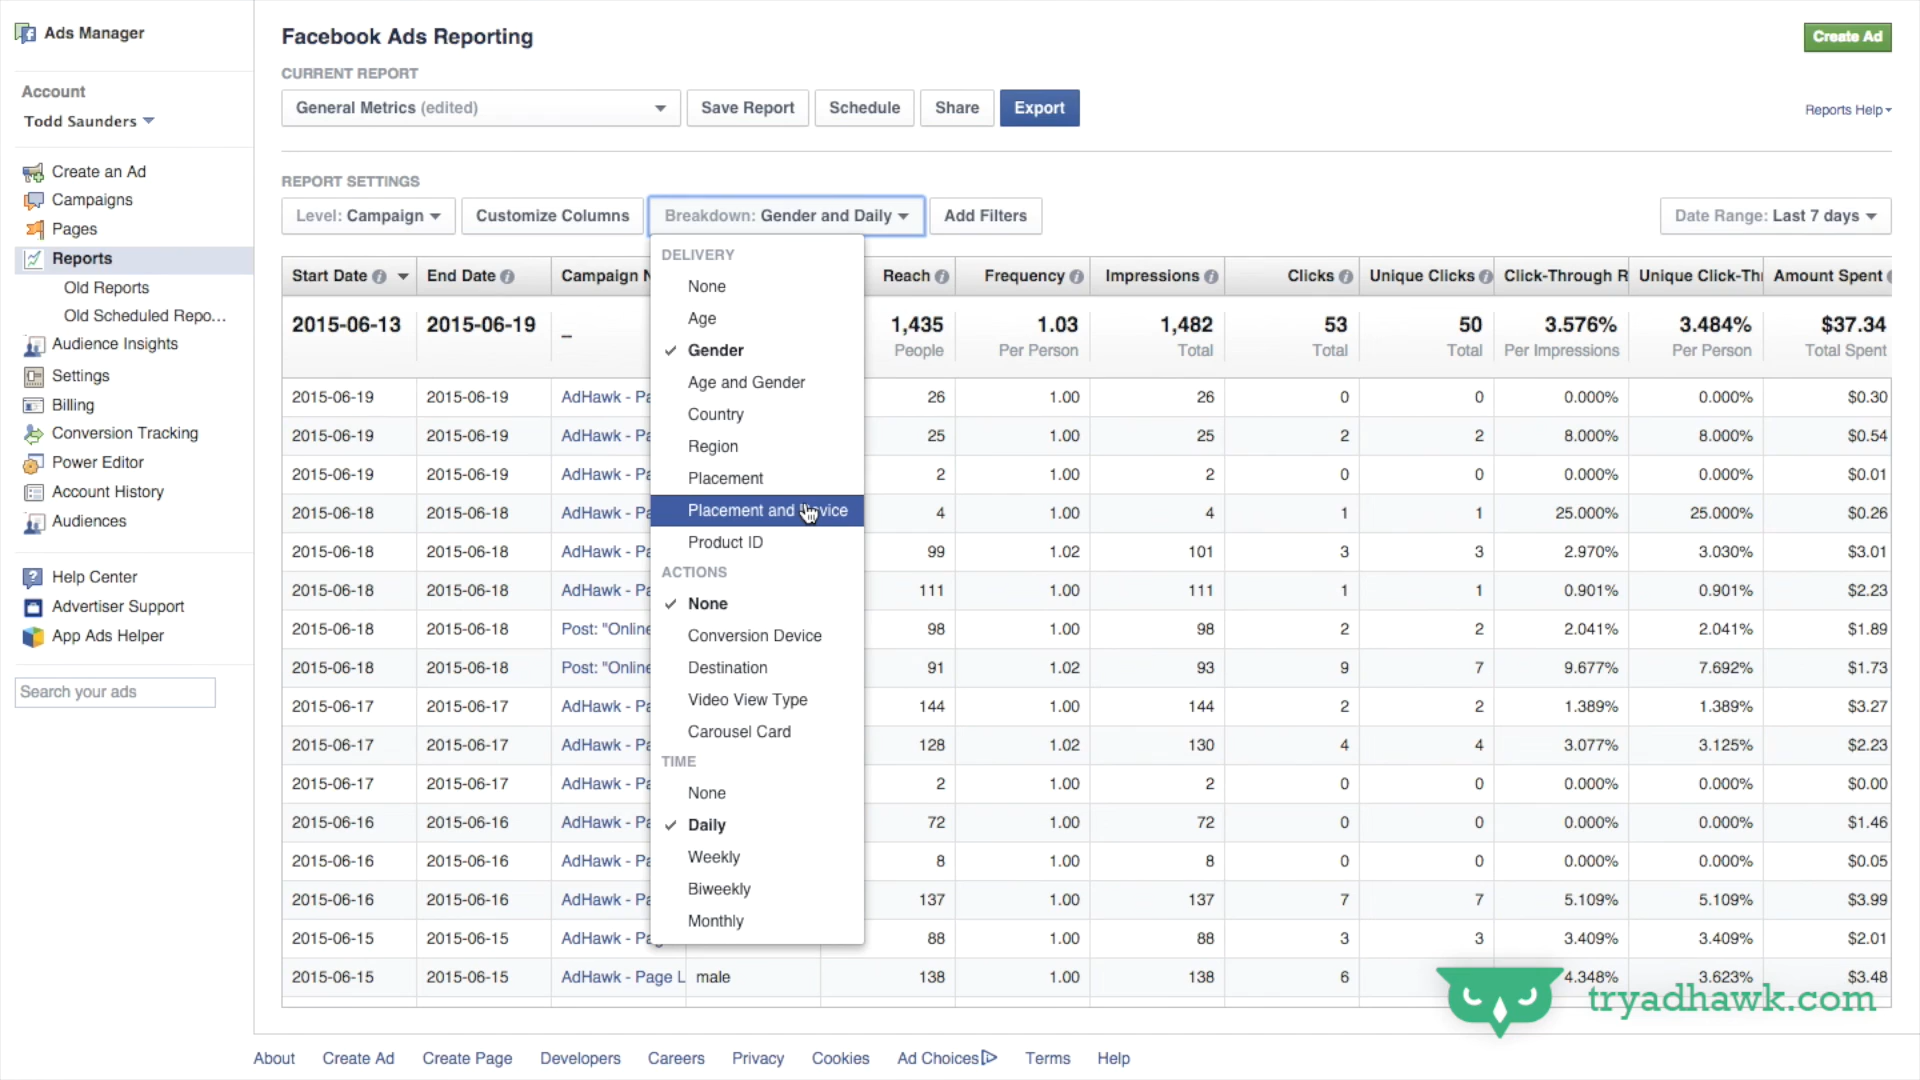 Ads Manager
Account
Todd Saunders
Create an Ad
Campaigns
Pages
Reports
Old Reports
Old Scheduled Repo...
Audience Insights
Settings
Billing
Conversion Tracking
Power Editor
Account History
Audiences
Help Center
Advertiser Support
App Ads Helper
Search your ads
Facebook Ads Reporting
Create Ad
CURRENT REPORT
General Metrics (edited) Save Report Schedule Share Export
Reports Help
REPORT SETTINGS
Level: Campaign Customize Columns Breakdown: Gender and Daily Add Filters Date Range: Last 7 days
DELIVERY
None
Age
Gender
Age and Gender
Country
Region
Placement
Placement and
Product ID
ACTIONS
None
Conversion Device
Destination
Video View Type
Carousel Card
TIME
None
Daily
Weekly
Biweekly
Monthly
Start Date End Date Campaign N Reach Frequency Impressions Clicks Unique Clicks Click-Through R Unique Click-Thr Amount Spent
2015-06-13 2015-06-19 – 1,435 1.03 1,482 53 50 3.576% 3.484% $37.34
People Per Person Total Total Total Per Impressions Per Person Total Spent
2015-06-19 2015-06-19 AdHawk - Pa 26 1.00 26 0 0 0.000% 0.000% $0.30
2015-06-19 2015-06-19 AdHawk - Pa 25 1.00 25 2 2 8.000% 8.000% $0.54
2015-06-19 2015-06-19 AdHawk - Pa 2 1.00 2 0 0 0.000% 0.000% $0.01
2015-06-18 2015-06-18 AdHawk - Pa 4 1.00 4 1 1 25.000% 25.000% $0.26
2015-06-18 2015-06-18 AdHawk - Pa 99 1.02 101 3 3 2.970% 3.030% $3.01
2015-06-18 2015-06-18 AdHawk - Pa 111 1.00 111 1 1 0.901% 0.901% $2.23
2015-06-18 2015-06-18 Post: "Online 98 1.00 98 2 2 2.041% 2.041% $1.89
2015-06-18 2015-06-18 Post: "Online 91 1.02 93 9 7 9.677% 7.692% $1.73
2015-06-17 2015-06-17 AdHawk - Pa 144 1.00 144 2 2 1.389% 1.389% $3.27
2015-06-17 2015-06-17 AdHawk - Pa 128 1.02 130 4 4 3.077% 3.125% $2.23
2015-06-17 2015-06-17 AdHawk - Pa 2 1.00 2 0 0 0.000% 0.000% $0.00
2015-06-16 2015-06-16 AdHawk - Pa 72 1.00 72 0 0 0.000% 0.000% $1.46
2015-06-16 2015-06-16 AdHawk - Pa 8 1.00 8 0 0 0.000% 0.000% $0.05
2015-06-16 2015-06-16 AdHawk - Pa 137 1.00 137 7 7 5.109% 5.109% $3.99
2015-06-15 2015-06-15 AdHawk - Pag 88 1.00 88 3 3 3.409% 3.409% $2.01
2015-06-15 2015-06-15 AdHawk - Page L male 138 1.00 138 6 4.348% 3.623% $3.48
tryadhawk.com
About Create Ad Create Page Developers Careers Privacy Cookies Ad Choices Terms Help